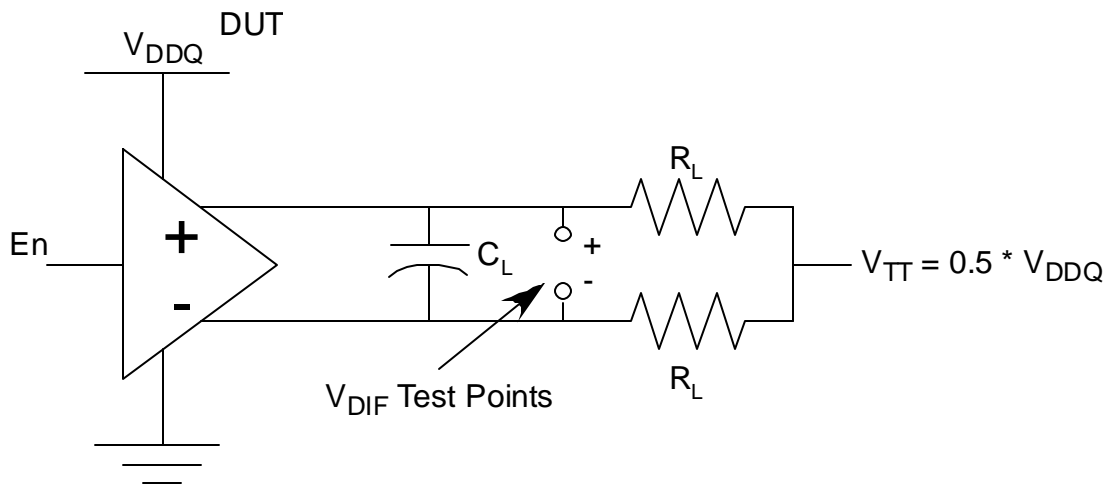 DUT
VDDQ
RL
+
En
CL
+
-
VTT = 0.5 * VDDQ
-
RL
VDIF Test Points